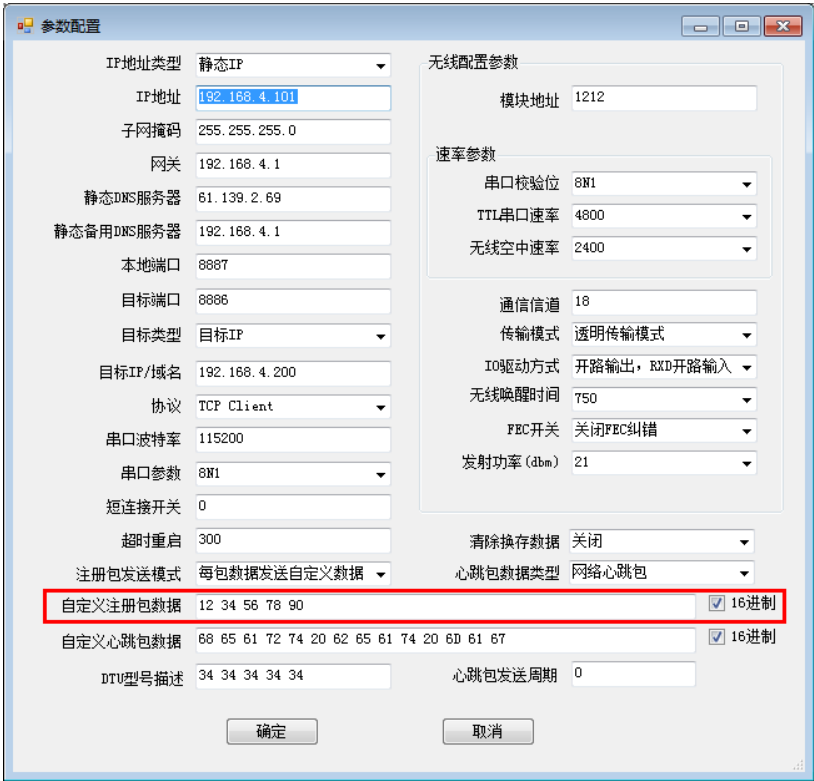 参数配置
IP地址类型 静态IP
IP地址 192.168.4.101
子网掩码 255.255.255.0
网关 192.168.4.1
静态DNS服务器 61.139.2.69
静态备用DNS服务器 192.168.4.1
本地端口 8887
目标端口 8886
目标类型 目标IP
目标IP/域名 192.168.4.200
协议 TCP Client
串口波特率 115200
串口参数 8N1
短连接开关 0
超时重启 300
注册包发送模式 每包数据发送自定义数据
无线配置参数
模块地址 1212
速率参数
串口校验位 8N1
TTL串口速率 4800
无线空中速率 2400
通信信道 18
传输模式 透明传输模式
IO驱动方式 开路输出，RXD开路输入
无线唤醒时间 750
FEC开关 关闭FEC纠错
发射功率(dbm) 21
清除换存数据 关闭
心跳包数据类型 网络心跳包
自定义注册包数据 12 34 56 78 90 16进制
自定义心跳包数据 68 65 61 72 74 20 62 65 61 74 20 6D 61 67 16进制
DTU型号描述 34 34 34 34 34 心跳包发送周期 0
确定 取消